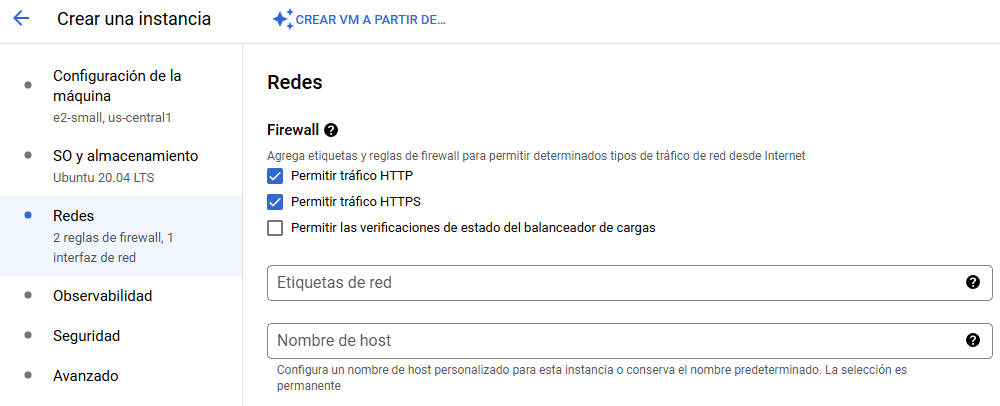 Crear una instancia
CREAR VM A PARTIR DE...
Configuración de la
máquina
e2-small, us-central1
SO y almacenamiento
Ubuntu 20.04 LTS
Redes
2 reglas de firewall, 1
interfaz de red
Observabilidad
Seguridad
Avanzado
Redes
Firewall
Agrega etiquetas y reglas de firewall para permitir determinados tipos de tráfico de red desde Internet
Permitir tráfico HTTP
Permitir tráfico HTTPS
Permitir las verificaciones de estado del balanceador de cargas
Etiquetas de red
Nombre de host
Configura un nombre de host personalizado para esta instancia o conserva el nombre predeterminado. La selección es
permanente